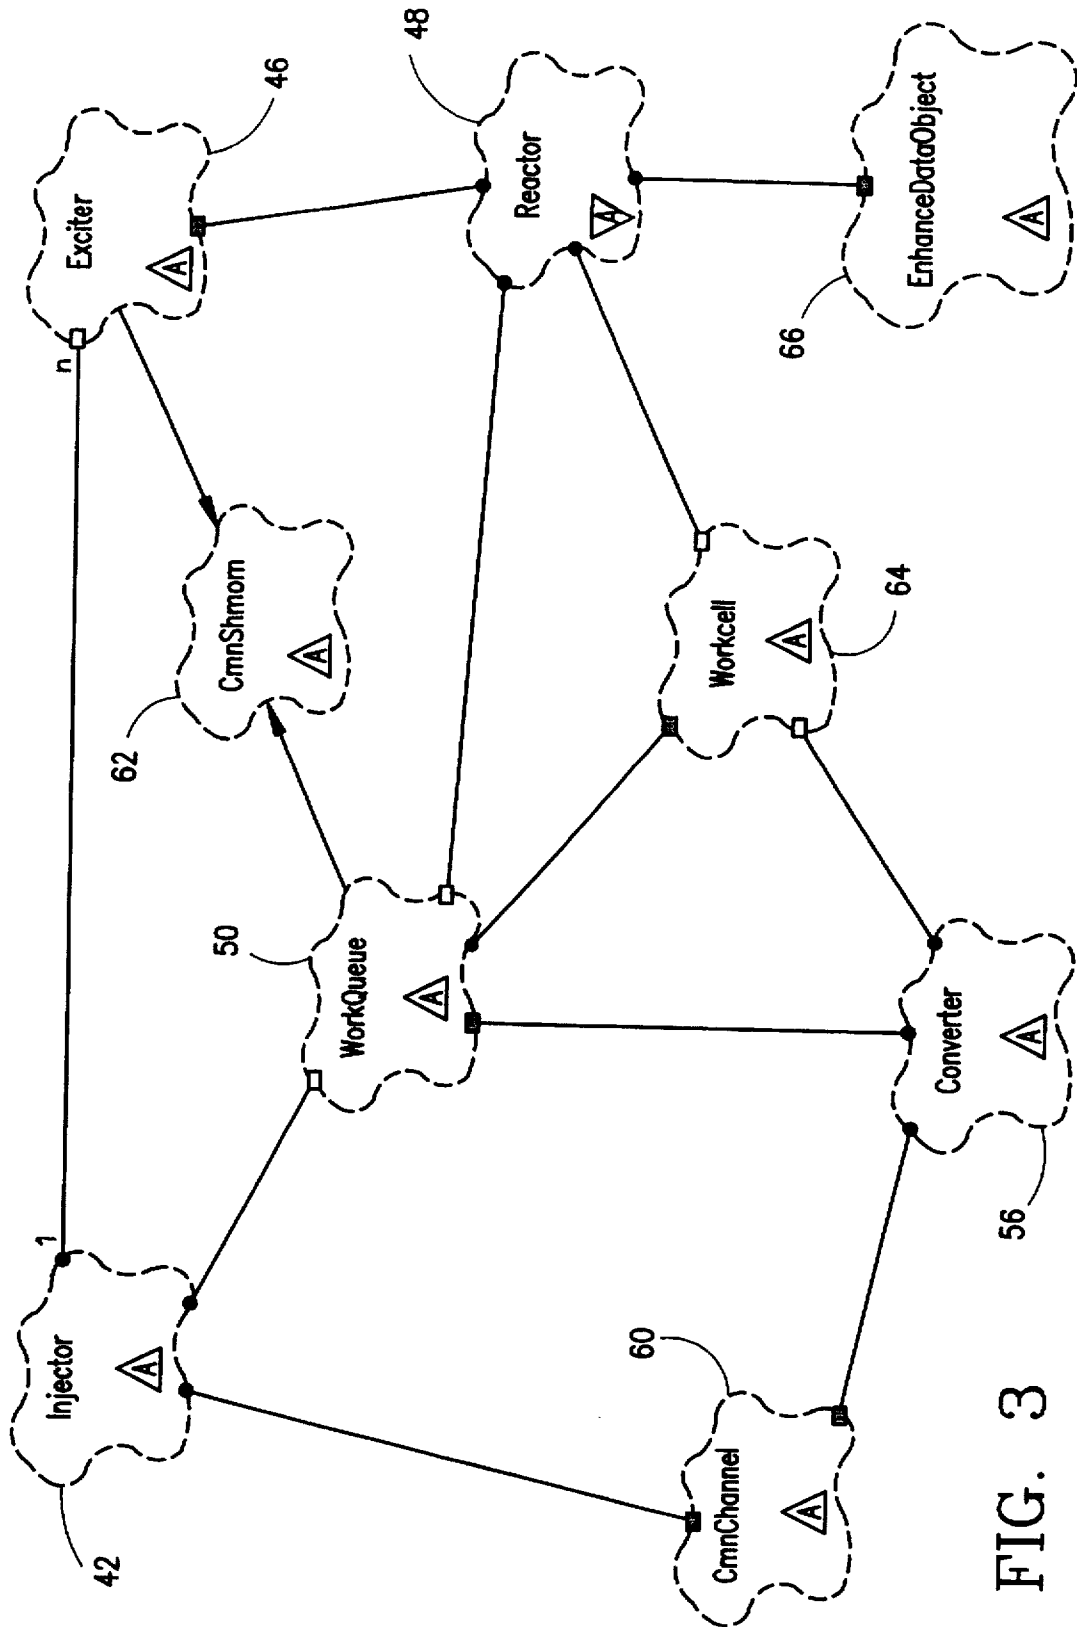 Injector
A
42
1
n
Exciter
A
46
CmnShmom
A
62
WorkQueue
A
50
Reactor
A
48
Workcell
A
64
CmnChannel
A
60
Converter
A
56
EnhanceDataObject
A
66
FIG. 3